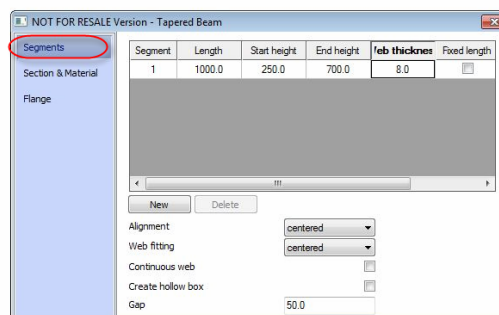 NOT FOR RESALE Version - Tapered Beam
Segments
Section & Material
Flange
Segment Length Start height End height Web thicknes Fixed length
1 1000.0 250.0 700.0 8.0
New Delete
Alignment centered
Web fitting centered
Continuous web
Create hollow box
Gap 50.0